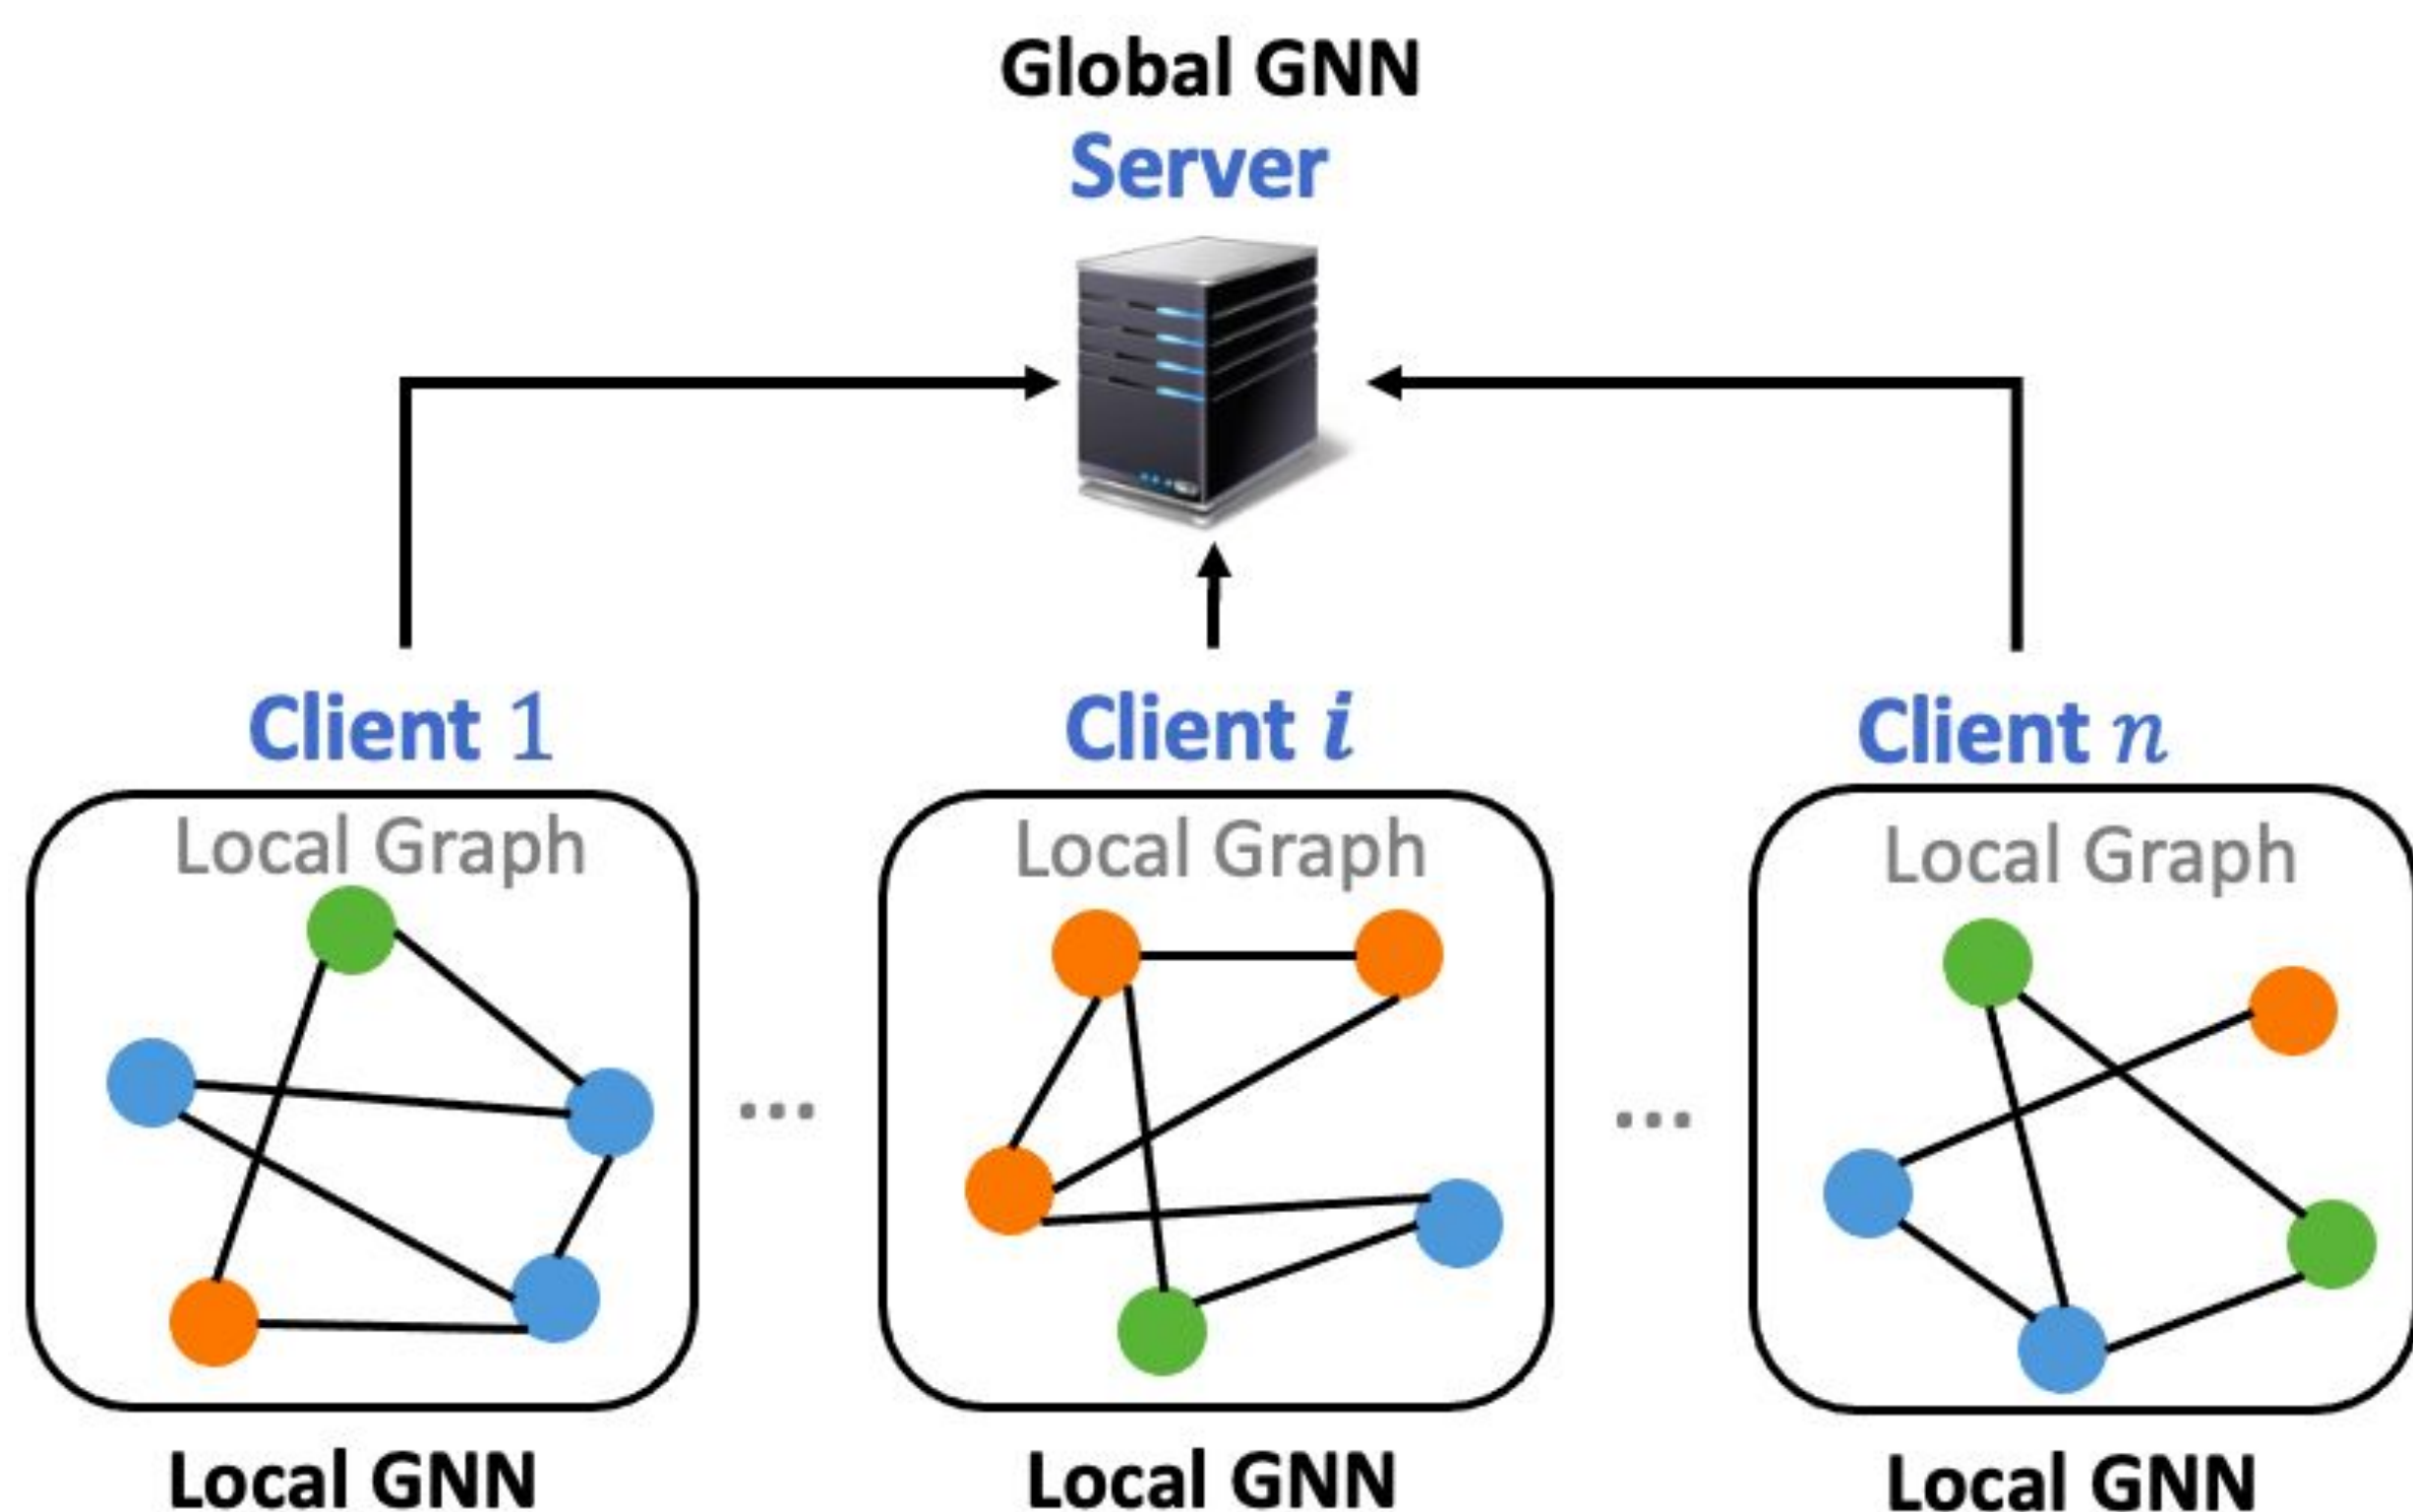 Global GNN
Server
Client 1
Client i
Client n
Local Graph
Local Graph
Local Graph
...
...
Local GNN
Local GNN
Local GNN